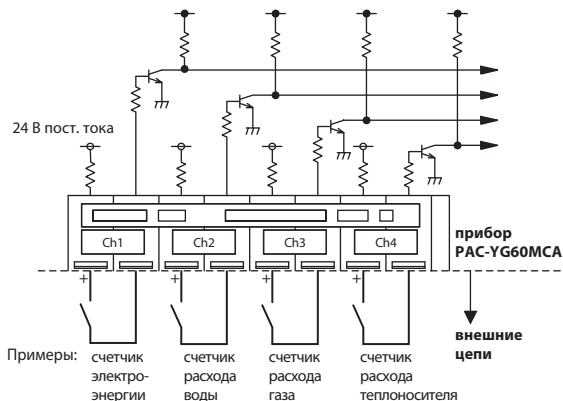 24 В пост. тока
Ch1 Ch2 Ch3 Ch4
прибор
PAC-YG60MCA
+ + + +
внешние
цепи
Примеры: счетчик электро- энергии
счетчик расхода воды
счетчик расхода газа
счетчик расхода теплоносителя